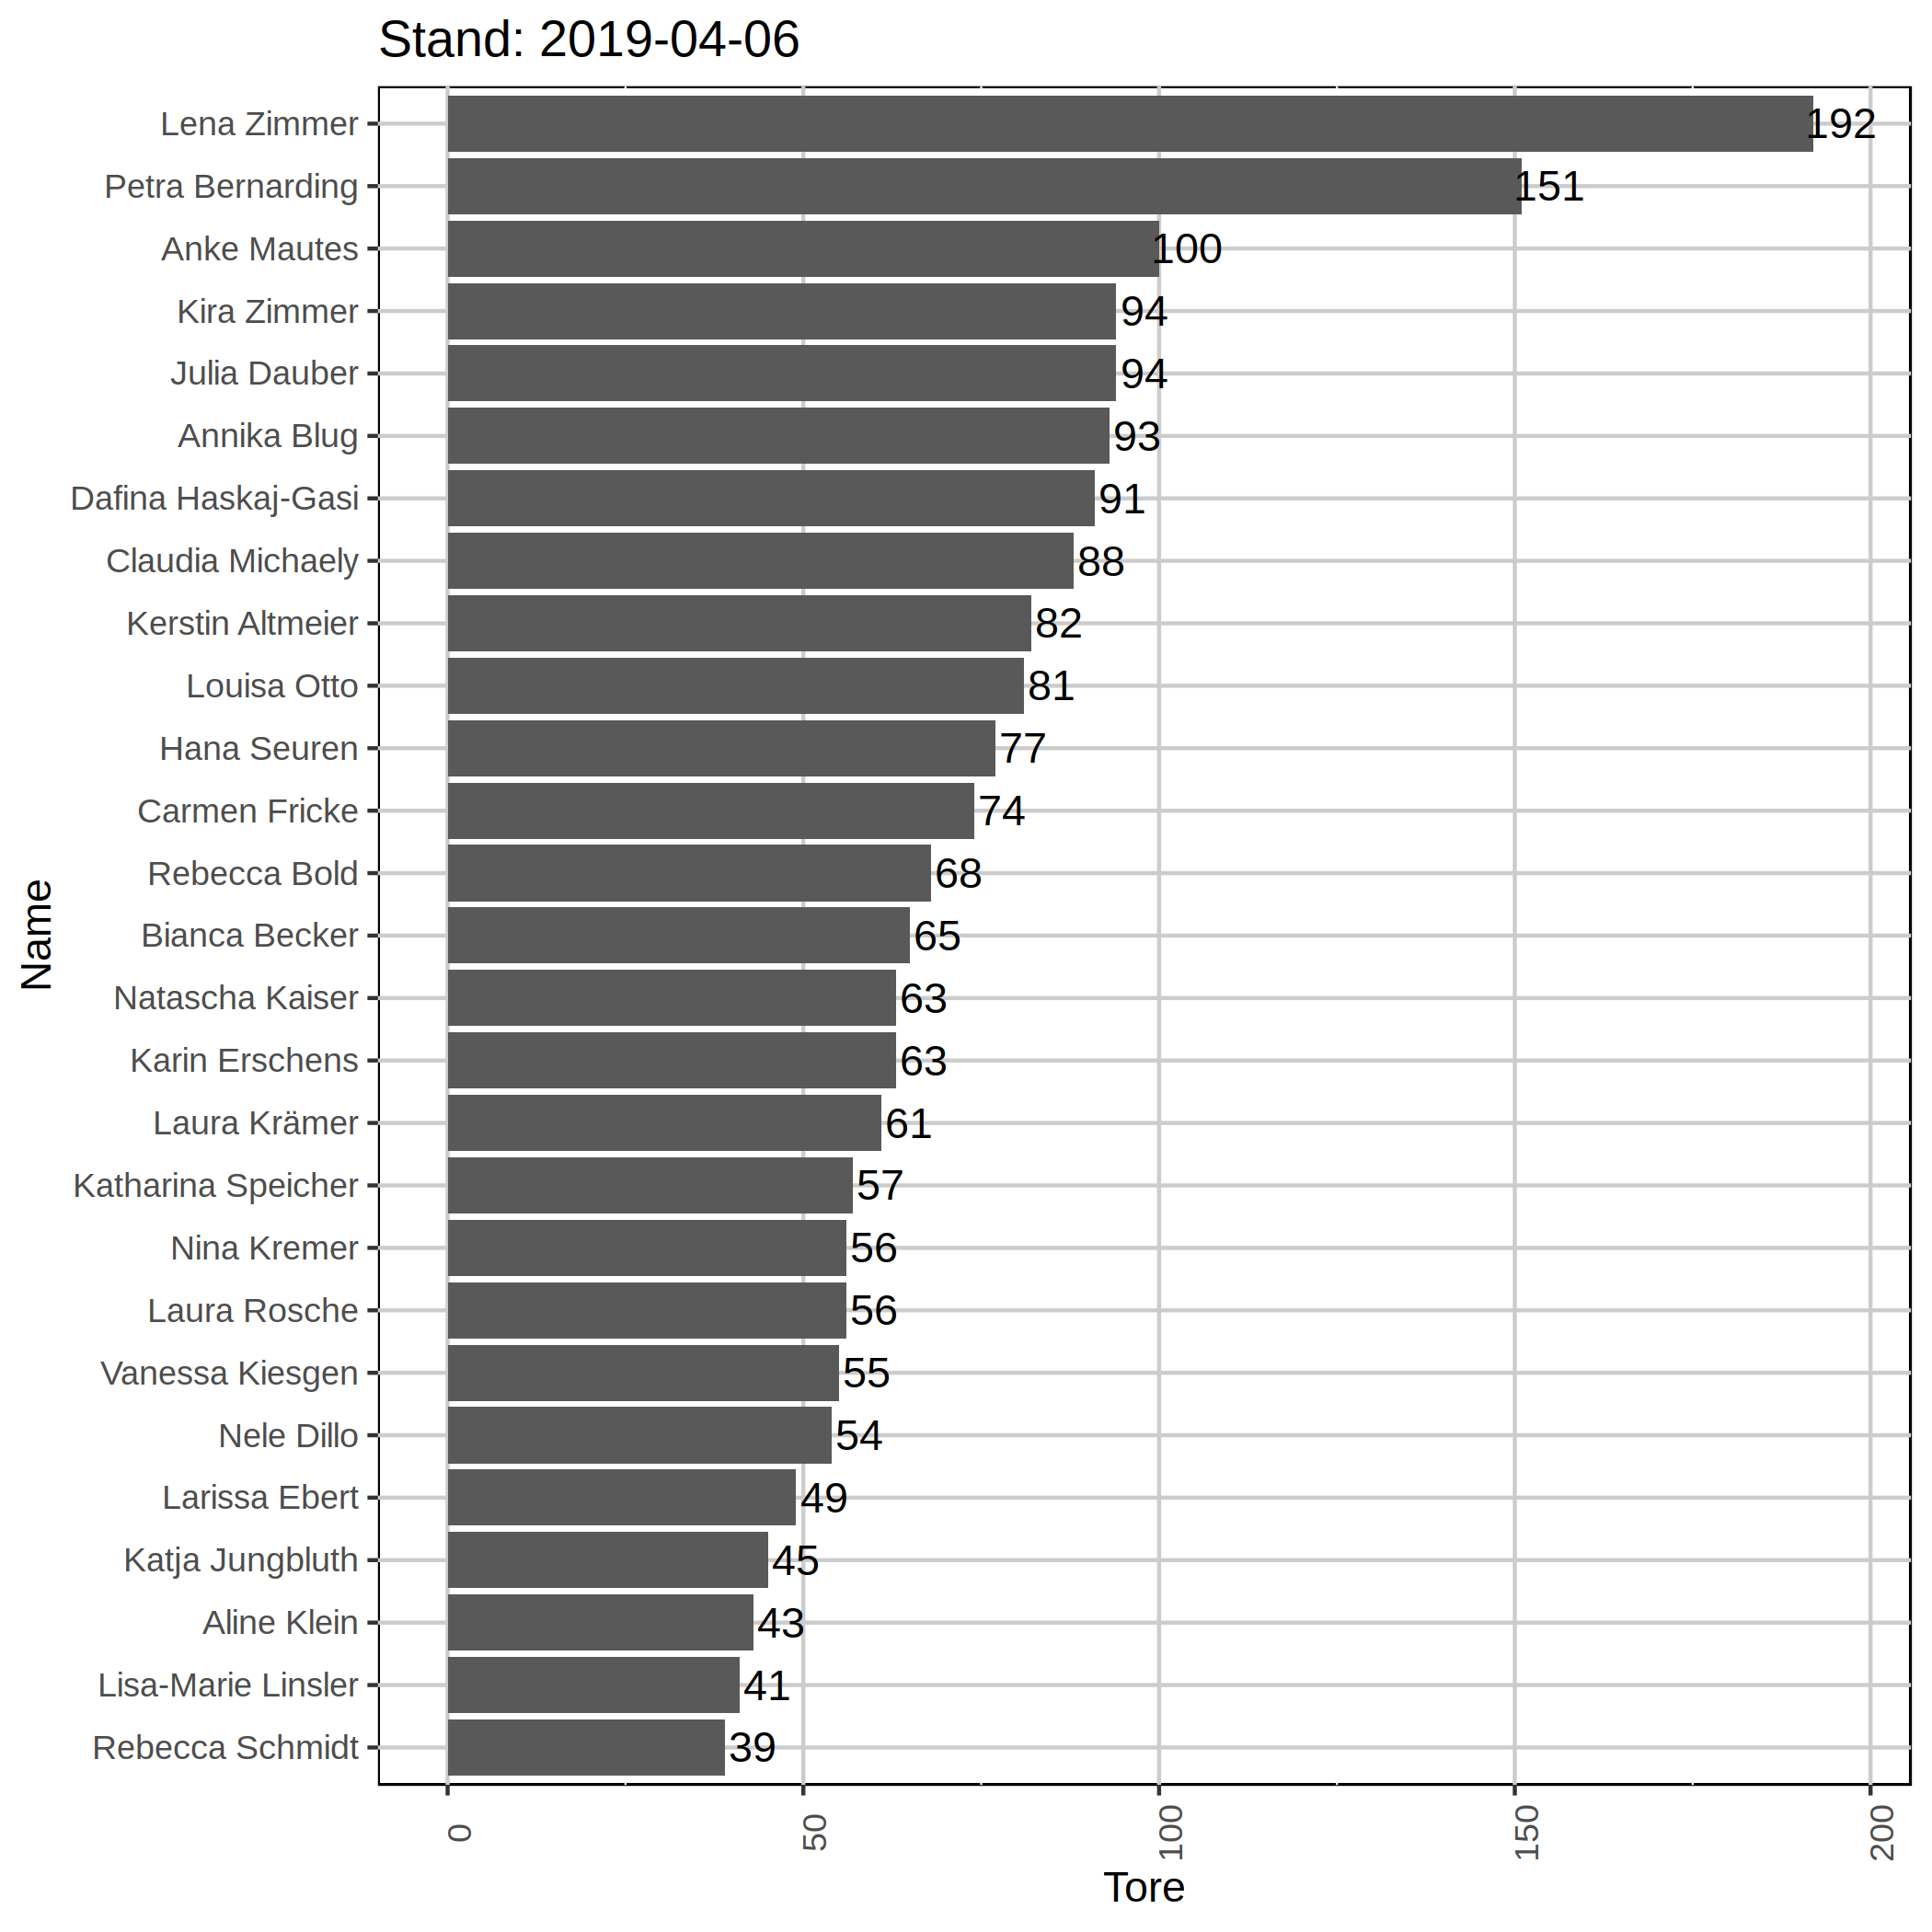 Stand: 2019-04-06
Lena Zimmer 192
Petra Bernarding 151
Anke Mautes 100
Kira Zimmer 94
Julia Dauber 94
Annika Blug 93
Dafina Haskaj-Gasi 91
Claudia Michaely 88
Kerstin Altmeier 82
Louisa Otto 81
Hana Seuren 77
Carmen Fricke 74
Rebecca Bold 68
Bianca Becker 65
Natascha Kaiser 63
Karin Erschens 63
Laura Krämer 61
Katharina Speicher 57
Nina Kremer 56
Laura Rosche 56
Vanessa Kiesgen 55
Nele Dillo 54
Larissa Ebert 49
Katja Jungbluth 45
Aline Klein 43
Lisa-Marie Linsler 41
Rebecca Schmidt 39
Name
0 50 100 150 200
Tore